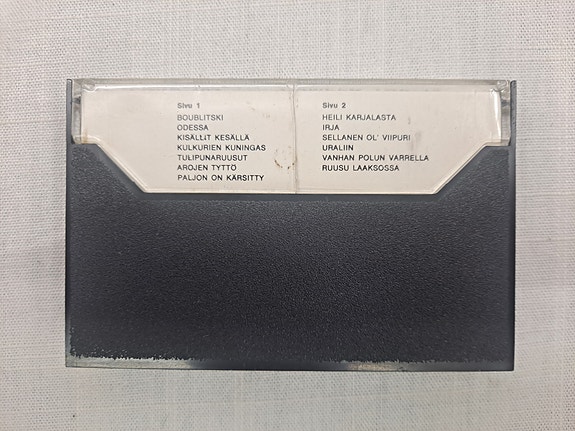 Sivu 1
BOUBLITSKI
ODESSA
KISÄLLIT KESÄLLÄ
KULKURIEN KUNINGAS
TULIPUNARUUSUT
AROJEN TYTTÖ
PALJON ON KÄRSITTY
Sivu 2
HEILI KARJALASTA
IRJA
SELLANEN OL' VIIPURI
URALIIN
VANHAN POLUN VARRELLA
RUUSU LAAKSOSSA